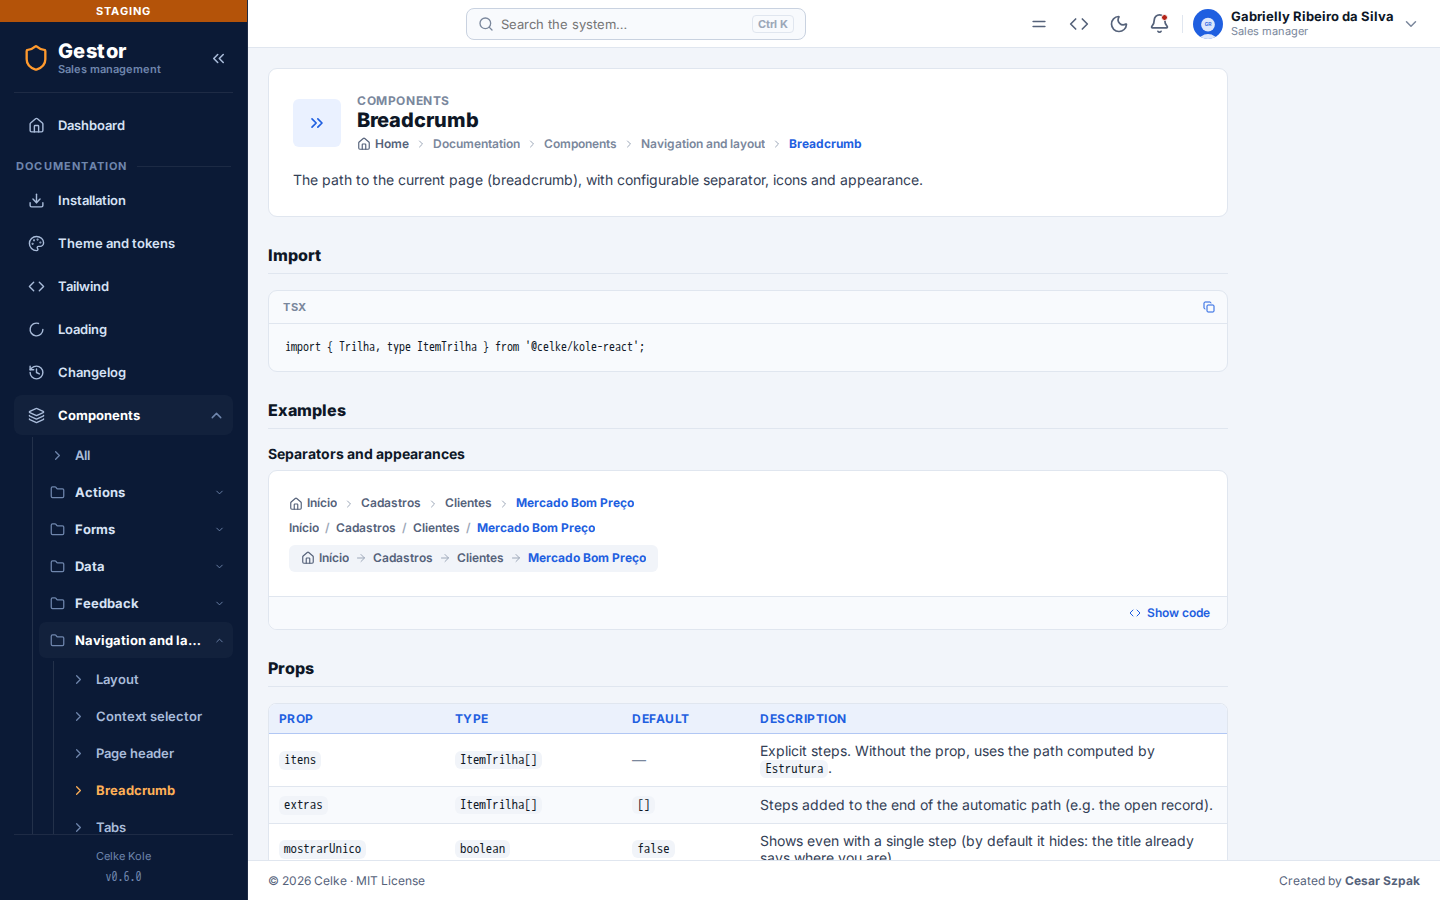 STAGING
Gestor
Sales management
Dashboard
DOCUMENTATION
Installation
Theme and tokens
Tailwind
Loading
Changelog
Components
All
Actions
Forms
Data
Feedback
Navigation and la...
Layout
Context selector
Page header
Breadcrumb
Tabs
Celke Kole
v0.6.0
Search the system...
Ctrl K
GR
Gabrielly Ribeiro da Silva
Sales manager
COMPONENTS
Breadcrumb
Home > Documentation > Components > Navigation and layout > Breadcrumb
The path to the current page (breadcrumb), with configurable separator, icons and appearance.
Import
TSX
import { Trilha, type ItemTrilha } from '@celke/kole-react';
Examples
Separators and appearances
Início > Cadastros > Clientes > Mercado Bom Preço
Início / Cadastros / Clientes / Mercado Bom Preço
Início → Cadastros → Clientes → Mercado Bom Preço
Show code
Props
PROP TYPE DEFAULT DESCRIPTION
itens ItemTrilha[] — Explicit steps. Without the prop, uses the path computed by
Estrutura.
extras ItemTrilha[] [] Steps added to the end of the automatic path (e.g. the open record).
mostrarUnico boolean false Shows even with a single step (by default it hides: the title already
says where you are).
© 2026 Celke · MIT License
Created by Cesar Szpak